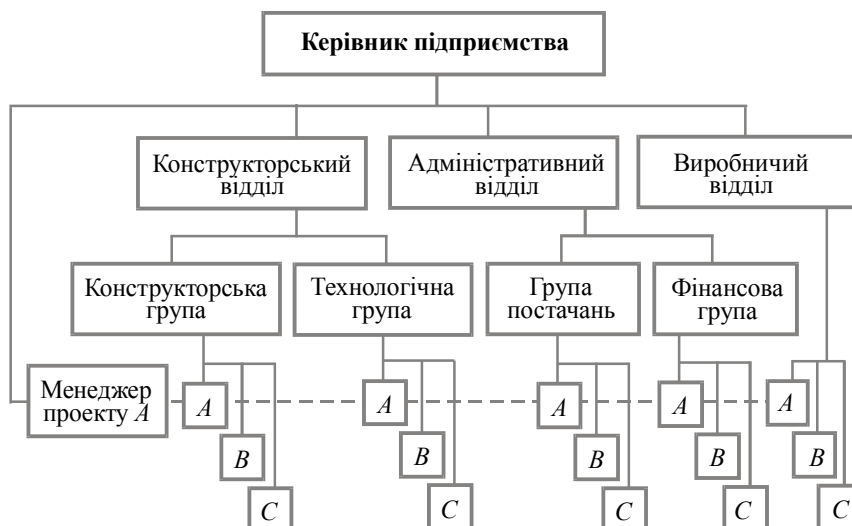 Керівник підприємства
Конструкторський
відділ
Адміністративний
відділ
Виробничий
відділ
Конструкторська
група
Технологічна
група
Група
постачань
Фінансова
група
Менеджер
проекту A
A
A
A
A
A
B
B
B
B
B
C
C
C
C
C